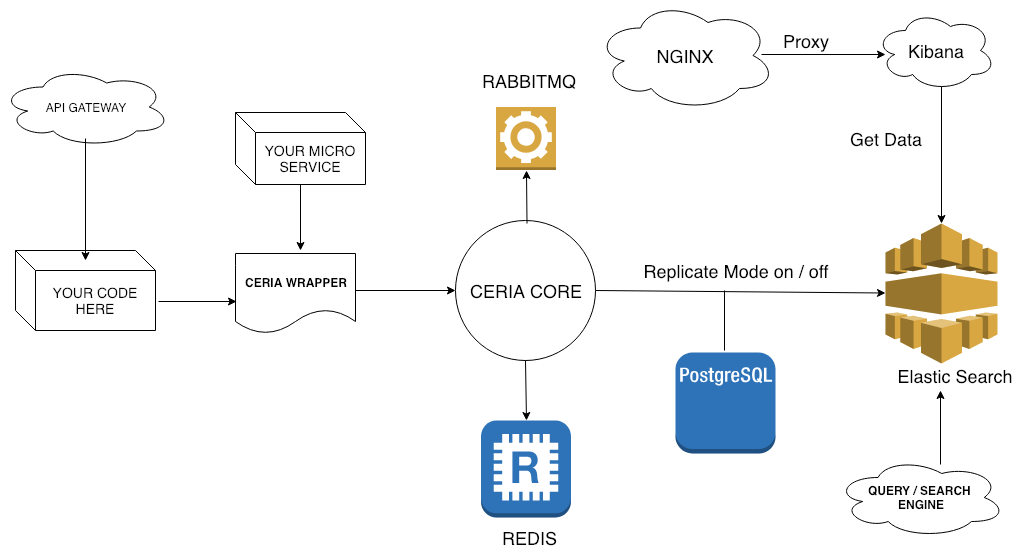 NGINX
Proxy
Kibana
RABBITMQ
API GATEWAY
Get Data
YOUR MICRO
SERVICE
Replicate Mode on / off
CERIA WRAPPER
CERIA CORE
YOUR CODE
HERE
PostgreSQL
Elastic Search
R
QUERY / SEARCH
ENGINE
REDIS